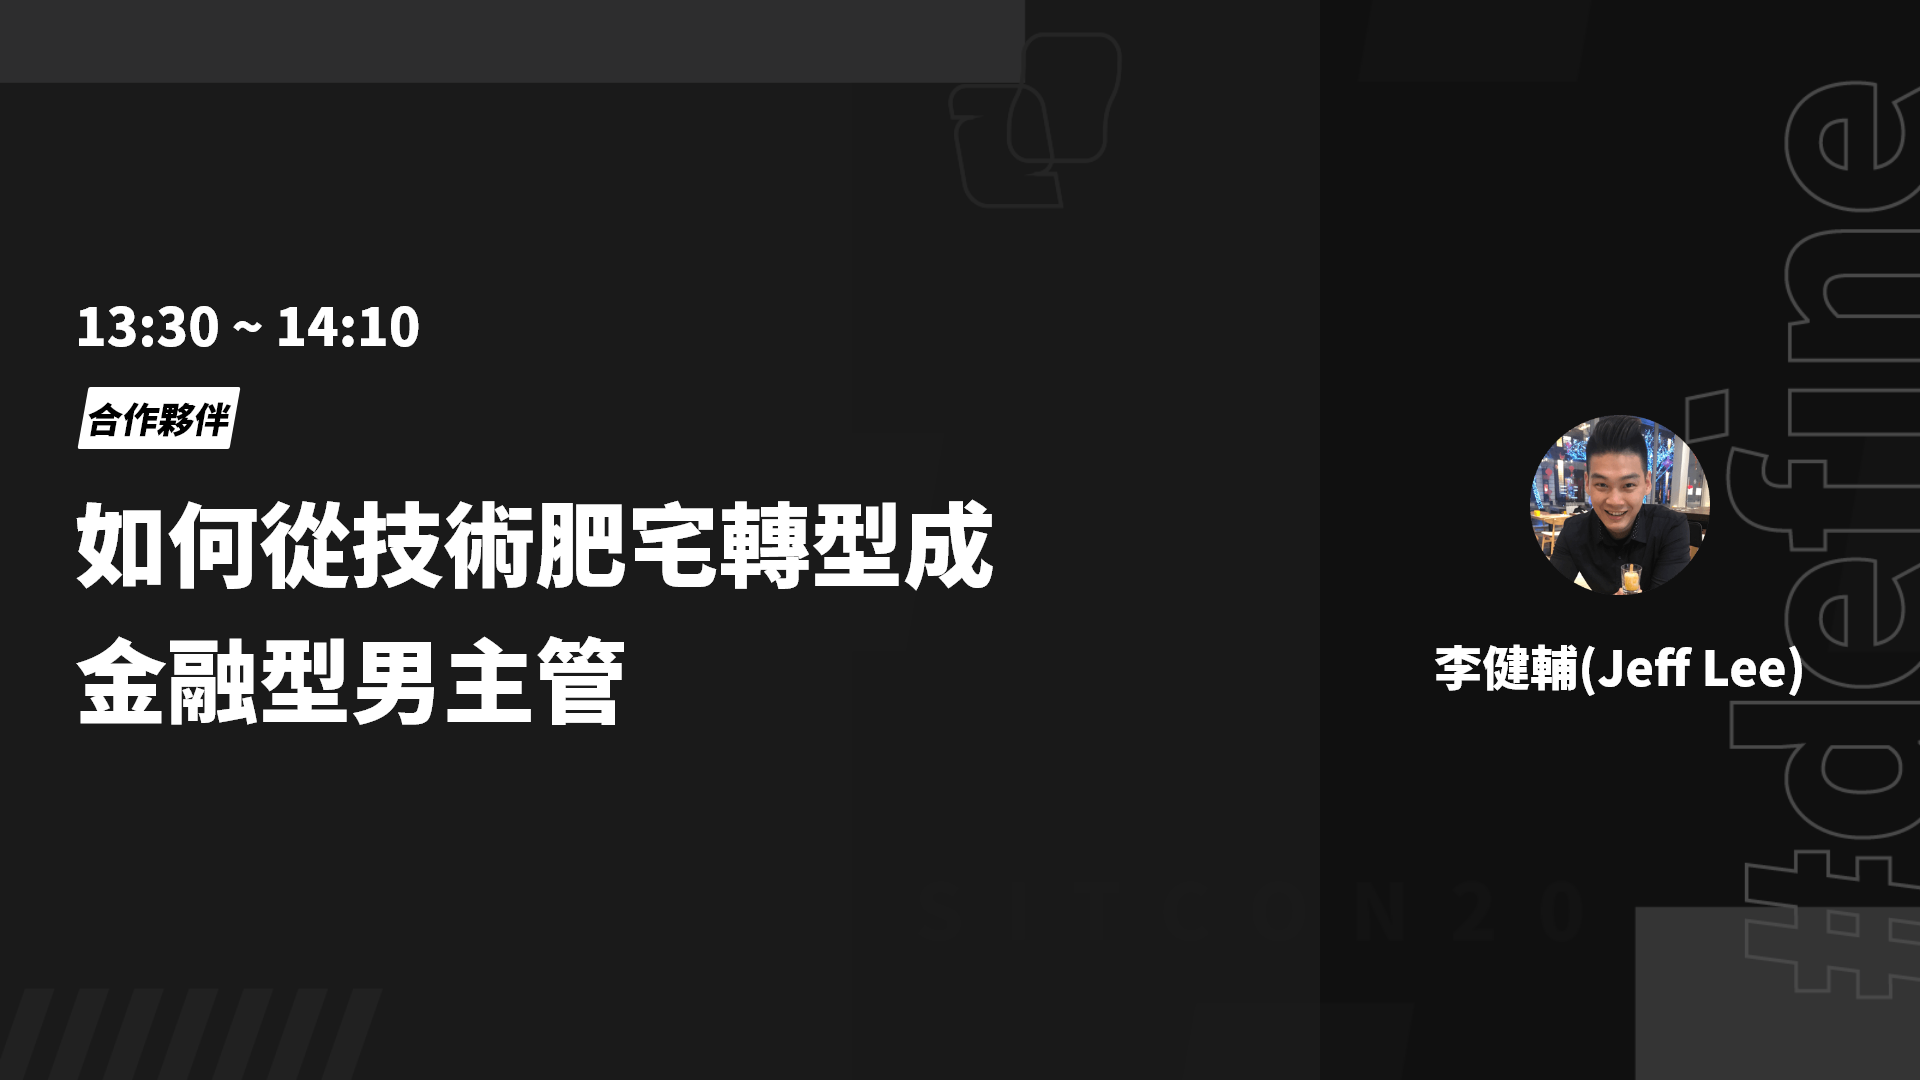 13:30 ~ 14:10
合作夥伴
如何從技術肥宅轉型成
金融型男主管
李健輔(Jeff Lee)
#define
SITCON20